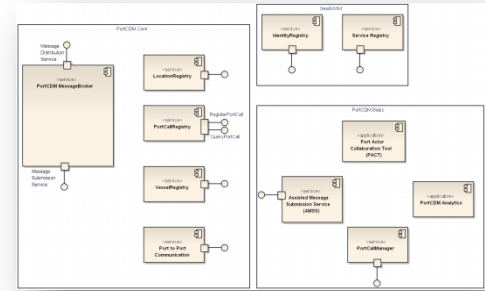 PortCDM Core
Message
Distribution
Service
«service»
PortCDM MessageBroker
Message
Submission
Service
«service»
LocationRegistry
«service»
PortCallRegistry
RegisterPortCall
QueryPortCall
«service»
VesselRegistry
«service»
Port to Port
Communication
SeaSWIM
«service»
IdentityRegistry
«service»
Service Registry
PortCDM Basic
«application»
Port Actor
Collaboration Tool
(PACT)
«service»
Assisted Message
Submission Service
(AMSS)
«application»
PortCDM Analytics
«service»
PortCallManager